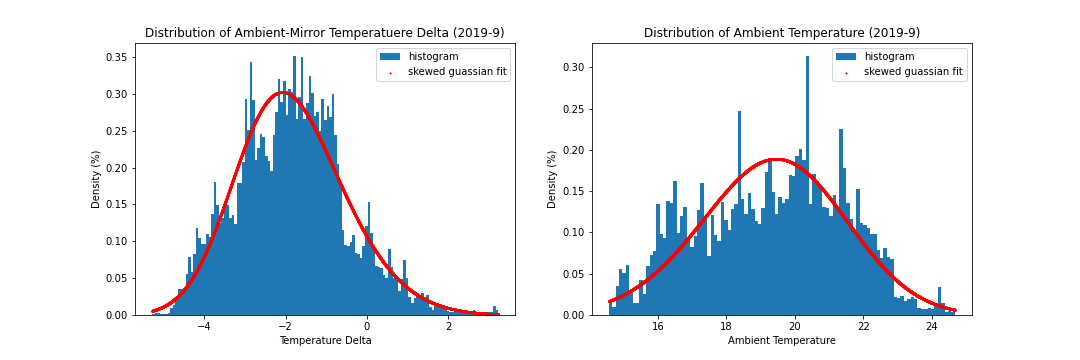 Distribution of Ambient-Mirror Temperatuere Delta (2019-9)
histogram
skewed guassian fit
Density (%)
0.35
0.30
0.25
0.20
0.15
0.10
0.05
0.00
−4
−2
0
2
Temperature Delta
Distribution of Ambient Temperature (2019-9)
histogram
skewed guassian fit
Density (%)
0.30
0.25
0.20
0.15
0.10
0.05
0.00
16
18
20
22
24
Ambient Temperature